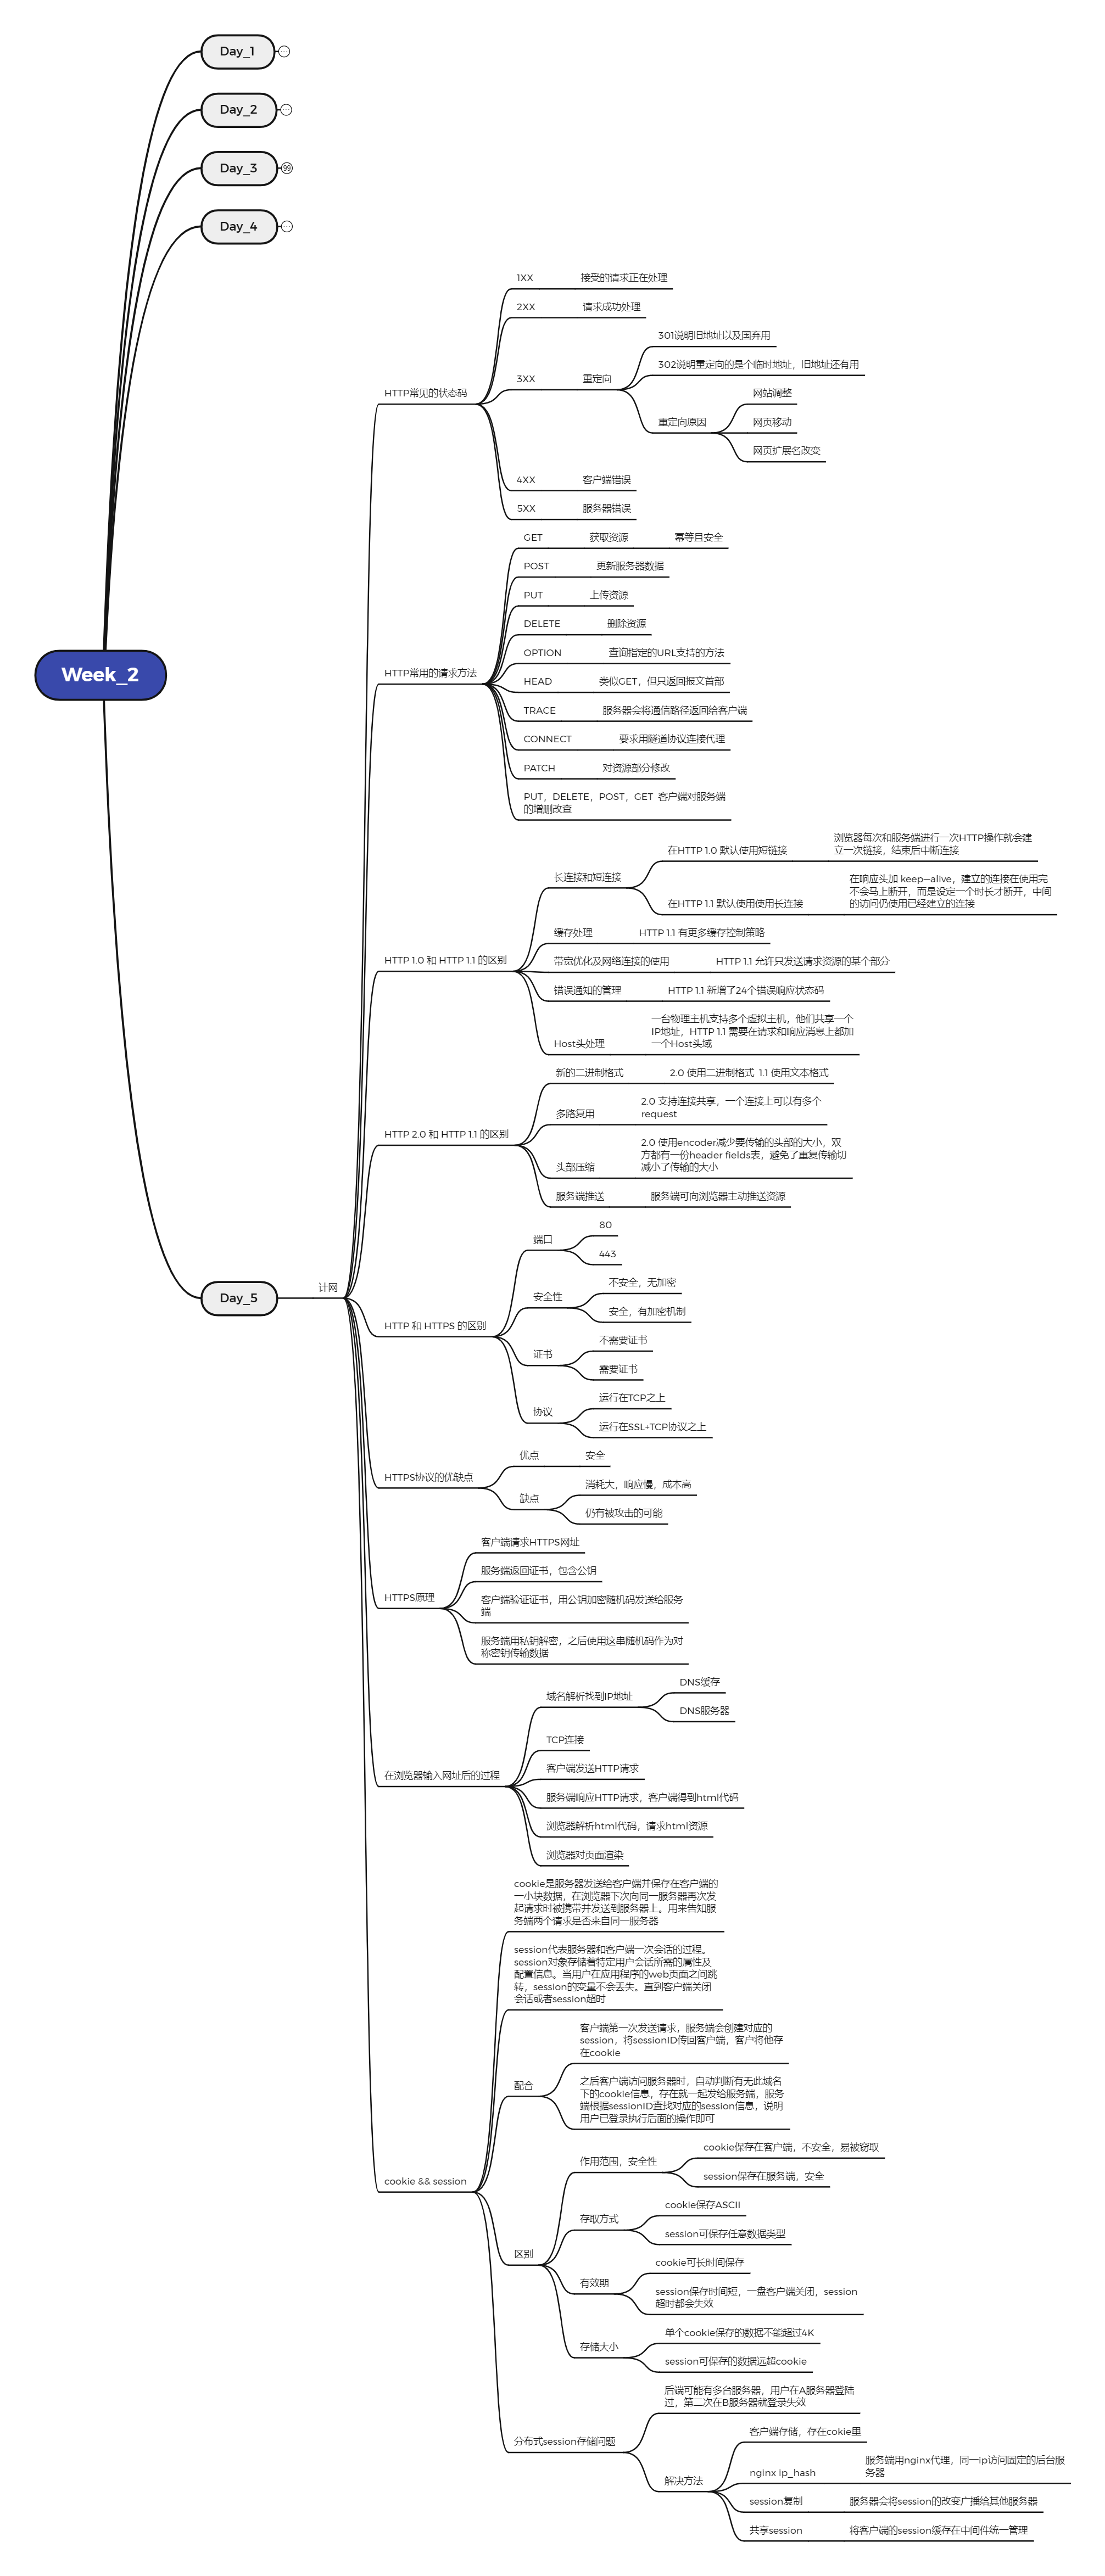 Day_1
Day_2
Day_3
99
Day_4
Week_2
Day_5
计网
HTTP常见的状态码
1XX
接受的请求正在处理
2XX
请求成功处理
3XX
重定向
301说明旧地址以及国弃用
302说明重定向的是个临时地址，旧地址还有用
重定向原因
网站调整
网页移动
网页扩展名改变
4XX
客户端错误
5XX
服务器错误
HTTP常用的请求方法
GET
获取资源
幂等且安全
POST
更新服务器数据
PUT
上传资源
DELETE
删除资源
OPTION
查询指定的URL支持的方法
HEAD
类似GET，但只返回报文首部
TRACE
服务器会将通信路径返回给客户端
CONNECT
要求用隧道协议连接代理
PATCH
对资源部分修改
PUT，DELETE，POST，GET 客户端对服务端
的增删改查
HTTP 1.0 和 HTTP 1.1 的区别
长连接和短连接
在HTTP 1.0 默认使用短链接
浏览器每次和服务端进行一次HTTP操作就会建
立一次链接，结束后中断连接
在HTTP 1.1 默认使用使用长连接
在响应头加 keep—alive，建立的连接在使用完
不会马上断开，而是设定一个时长才断开，中间
的访问仍使用已经建立的连接
缓存处理
HTTP 1.1 有更多缓存控制策略
带宽优化及网络连接的使用
HTTP 1.1 允许只发送请求资源的某个部分
错误通知的管理
HTTP 1.1 新增了24个错误响应状态码
Host头处理
一台物理主机支持多个虚拟主机，他们共享一个
IP地址，HTTP 1.1 需要在请求和响应消息上都加
一个Host头域
HTTP 2.0 和 HTTP 1.1 的区别
新的二进制格式
2.0 使用二进制格式 1.1 使用文本格式
多路复用
2.0 支持连接共享，一个连接上可以有多个
request
头部压缩
2.0 使用encoder减少要传输的头部的大小，双
方都有一份header fields表，避免了重复传输切
减小了传输的大小
服务端推送
服务端可向浏览器主动推送资源
HTTP 和 HTTPS 的区别
端口
80
443
安全性
不安全，无加密
安全，有加密机制
证书
不需要证书
需要证书
协议
运行在TCP之上
运行在SSL+TCP协议之上
HTTPS协议的优缺点
优点
安全
缺点
消耗大，响应慢，成本高
仍有被攻击的可能
HTTPS原理
客户端请求HTTPS网址
服务端返回证书，包含公钥
客户端验证证书，用公钥加密随机码发送给服务
端
服务端用私钥解密，之后使用这串随机码作为对
称密钥传输数据
在浏览器输入网址后的过程
域名解析找到IP地址
DNS缓存
DNS服务器
TCP连接
客户端发送HTTP请求
服务端响应HTTP请求，客户端得到html代码
浏览器解析html代码，请求html资源
浏览器对页面渲染
cookie && session
cookie是服务器发送给客户端并保存在客户端的
一小块数据，在浏览器下次向同一服务器再次发
起请求时被携带并发送到服务器上。用来告知服
务端两个请求是否来自同一服务器
session代表服务器和客户端一次会话的过程。
session对象存储着特定用户会话所需的属性及
配置信息。当用户在应用程序的web页面之间跳
转，session的变量不会丢失。直到客户端关闭
会话或者session超时
配合
客户端第一次发送请求，服务端会创建对应的
session，将sessionID传回客户端，客户将他存
在cookie
之后客户端访问服务器时，自动判断有无此域名
下的cookie信息，存在就一起发给服务端，服务
端根据sessionID查找对应的session信息，说明
用户已登录执行后面的操作即可
区别
作用范围，安全性
cookie保存在客户端，不安全，易被窃取
session保存在服务端，安全
存取方式
cookie保存ASCII
session可保存任意数据类型
有效期
cookie可长时间保存
session保存时间短，一盘客户端关闭，session
超时都会失效
存储大小
单个cookie保存的数据不能超过4K
session可保存的数据远超cookie
分布式session存储问题
后端可能有多台服务器，用户在A服务器登陆
过，第二次在B服务器就登录失效
解决方法
客户端存储，存在cokie里
nginx ip_hash
服务端用nginx代理，同一ip访问固定的后台服
务器
session复制
服务器会将session的改变广播给其他服务器
共享session
将客户端的session缓存在中间件统一管理